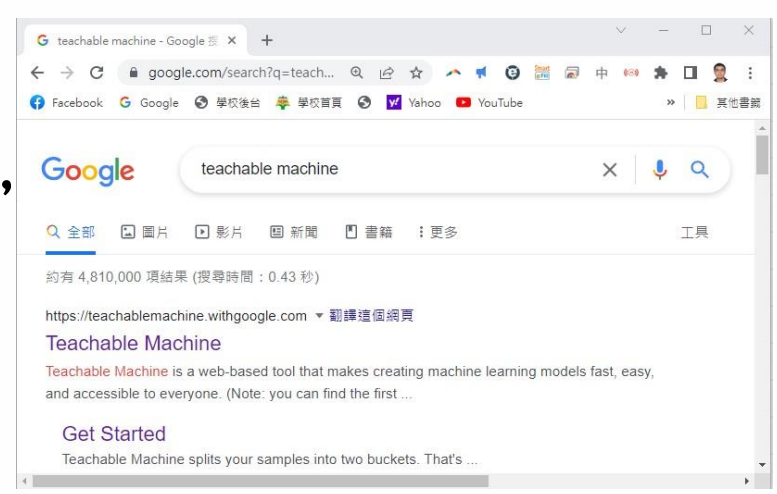 teachable machine - Google 搜
google.com/search?q=teach...
中
Facebook
Google
學校後台
學校首頁
Yahoo
YouTube
»
其他書籤
，
Google
teachable machine
全部
圖片
影片
新聞
書籍
更多
工具
約有 4,810,000 項結果 (搜尋時間：0.43 秒)
https://teachablemachine.withgoogle.com ▼ 翻譯這個網頁
Teachable Machine
Teachable Machine is a web-based tool that makes creating machine learning models fast, easy,
and accessible to everyone. (Note: you can find the first ...
Get Started
Teachable Machine splits your samples into two buckets. That's ...